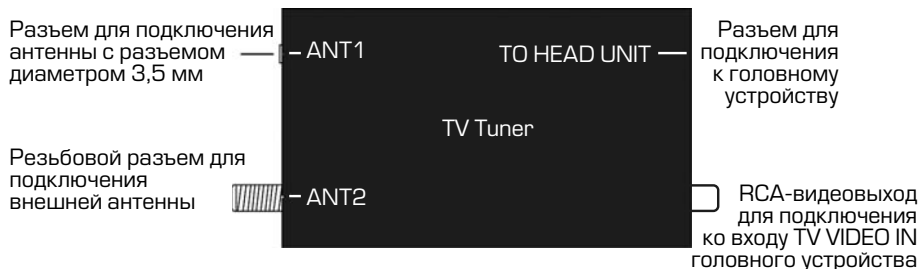 Разъем для подключения
антенны с разъемом
диаметром 3,5 мм
ANT1
TO HEAD UNIT
Разъем для
подключения
к головному
устройству
TV Tuner
Резьбовой разъем для
подключения
внешней антенны
ANT2
RCA-видеовыход
для подключения
ко входу TV VIDEO IN
головного устройства